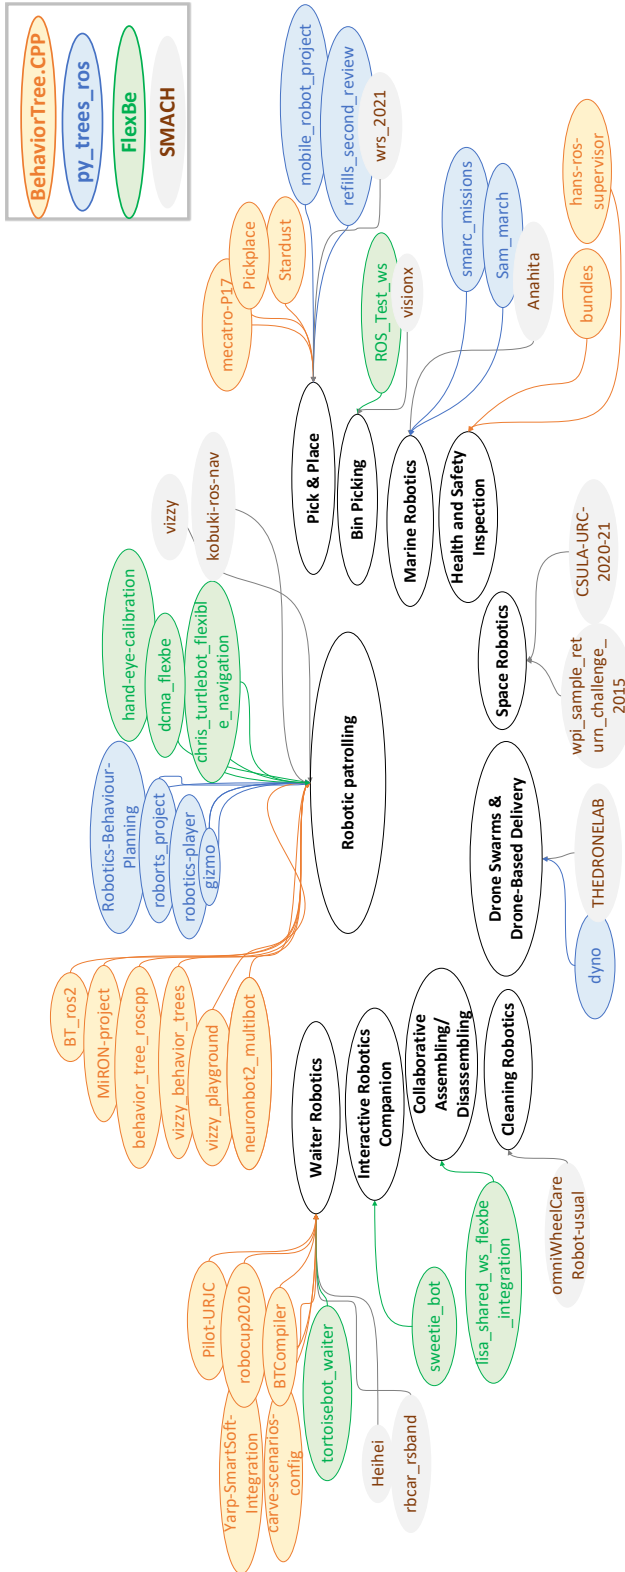 BehaviorTree.CPP
py_trees_ros
FlexBe
SMACH
BT_ros2
MiRON-project
behavior_tree_roscpp
vizzy_behavior_trees
vizzy_playground
neuronbot2_multibot
Robotics-Behaviour-
Planning
roborts_project
robotics-player
gizmo
hand-eye-calibration
dcma_flexbe
chris_turtlebot_flexibl
e_navigation
vizzy
kobuki-ros-nav
mecatro-P17
Pickplace
Stardust
mobile_robot_project
refills_second_review
wrs_2021
Pilot-URJC
Yarp-SmartSoft-
Integration
robocup2020
carve-scenarios-
config
BTCompiler
tortoisebot_waiter
Heihei
rbcar_rsband
Waiter Robotics
Robotic patrolling
Pick & Place
ROS_Test_ws
visionx
Bin Picking
Interactive Robotics
Companion
sweetie_bot
Collaborative
Assembling/
Disassembling
lisa_shared_ws_flexbe
_integration
Marine Robotics
smarc_missions
Sam_march
Anahita
Health and Safety
Inspection
bundles
hans-ros-
supervisor
Cleaning Robotics
omniWheelCare
Robot-usual
Drone Swarms &
Drone-Based Delivery
dyno
THEDRONELAB
Space Robotics
wpi_sample_ret
urn_challenge_
2015
CSULA-URC-
2020-21